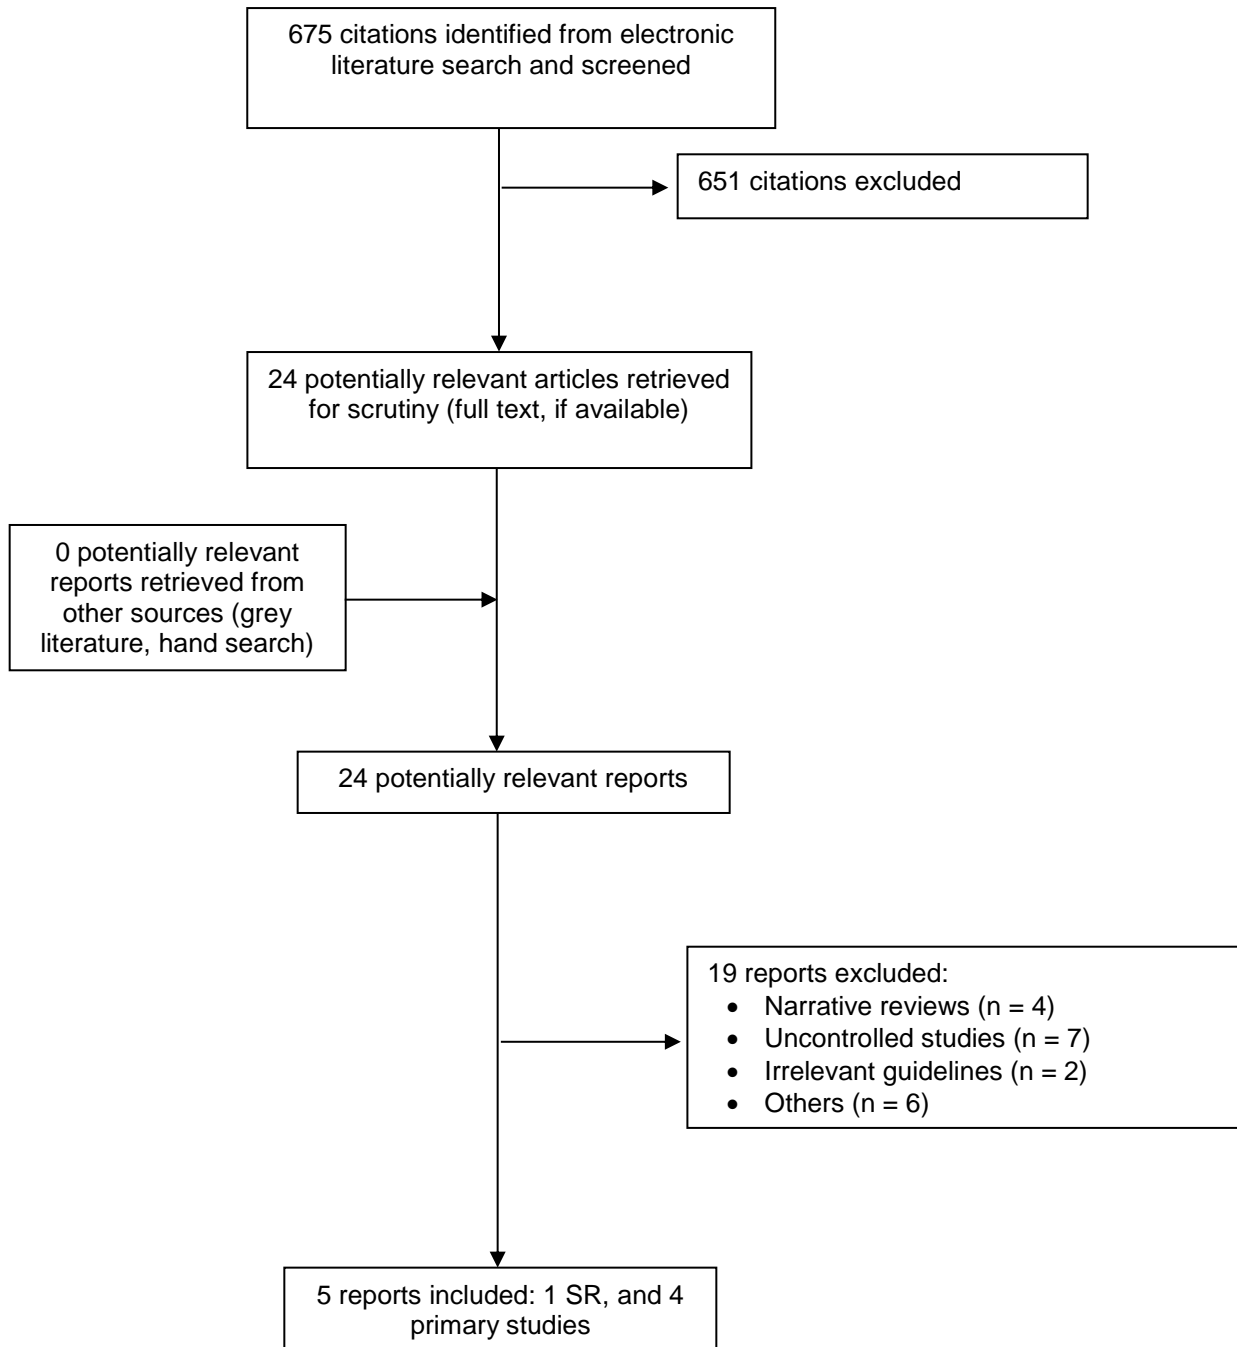 675 citations identified from electronic
literature search and screened
651 citations excluded
24 potentially relevant articles retrieved
for scrutiny (full text, if available)
0 potentially relevant
reports retrieved from
other sources (grey
literature, hand search)
24 potentially relevant reports
19 reports excluded:
• Narrative reviews (n = 4)
• Uncontrolled studies (n = 7)
• Irrelevant guidelines (n = 2)
• Others (n = 6)
5 reports included: 1 SR, and 4
primary studies